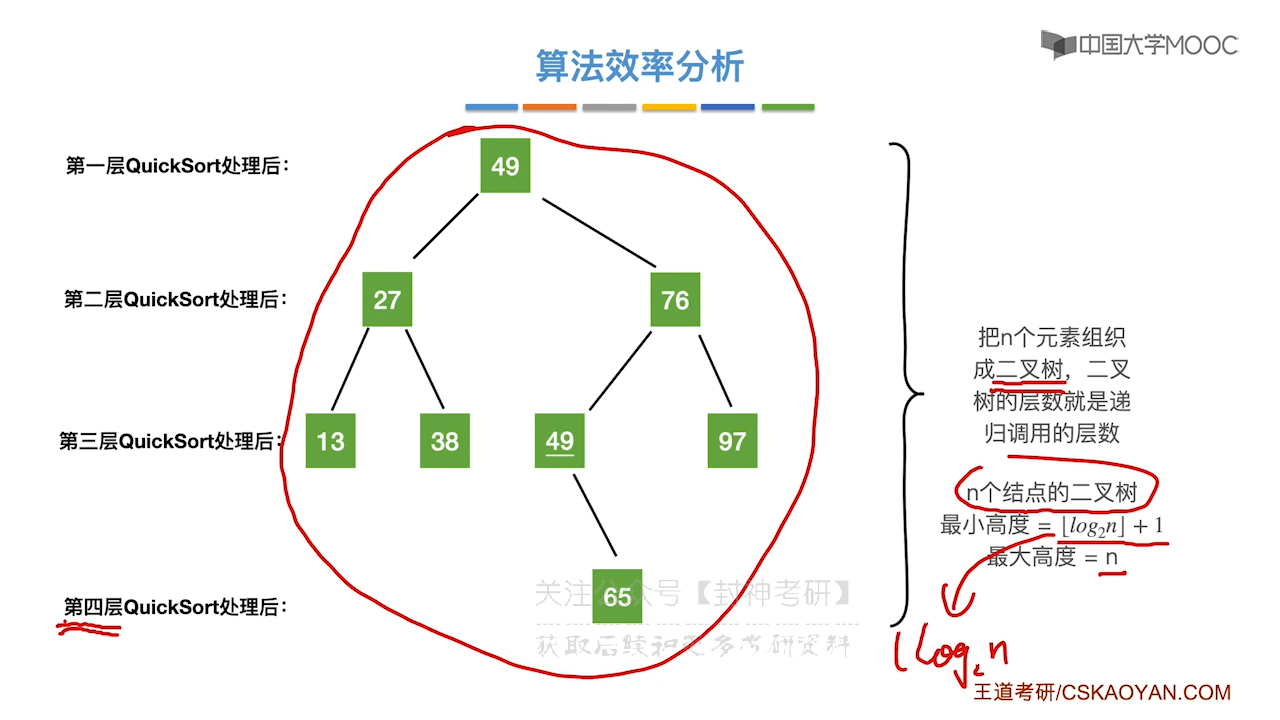 中国大学MOOC
算法效率分析
第一层QuickSort处理后：
49
第二层QuickSort处理后：
27
76
第三层QuickSort处理后：
13
38
49
97
第四层QuickSort处理后：
65
把n个元素组织
成二叉树，二叉
树的层数就是递
归调用的层数
n个结点的二叉树
最小高度 = ⌊log₂n⌋ + 1
最大高度 = n
关注公众号【封神考研】
获取后续和更多考研资料
log₂n
王道考研/CSKAOYAN.COM